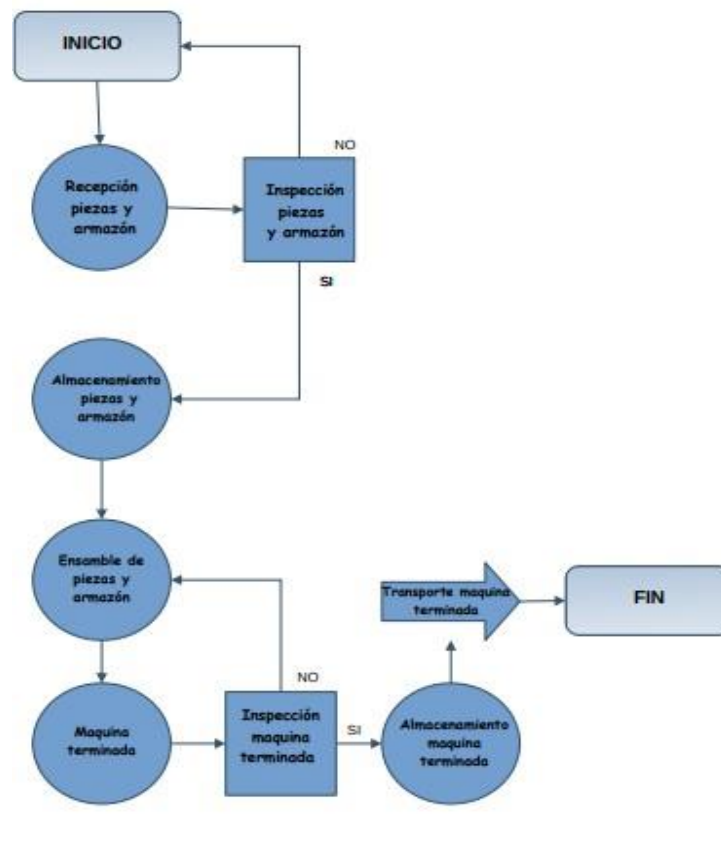 INICIO
NO
Recepción
piezas y
armazón
Inspección
piezas
y armazón
SI
Almacenamiento
piezas y
armazón
Ensamble de
piezas y
armazón
Transporte maquina
terminada
FIN
NO
Maquina
terminada
Inspección
maquina
terminada
SI
Almacenamiento
maquina
terminada